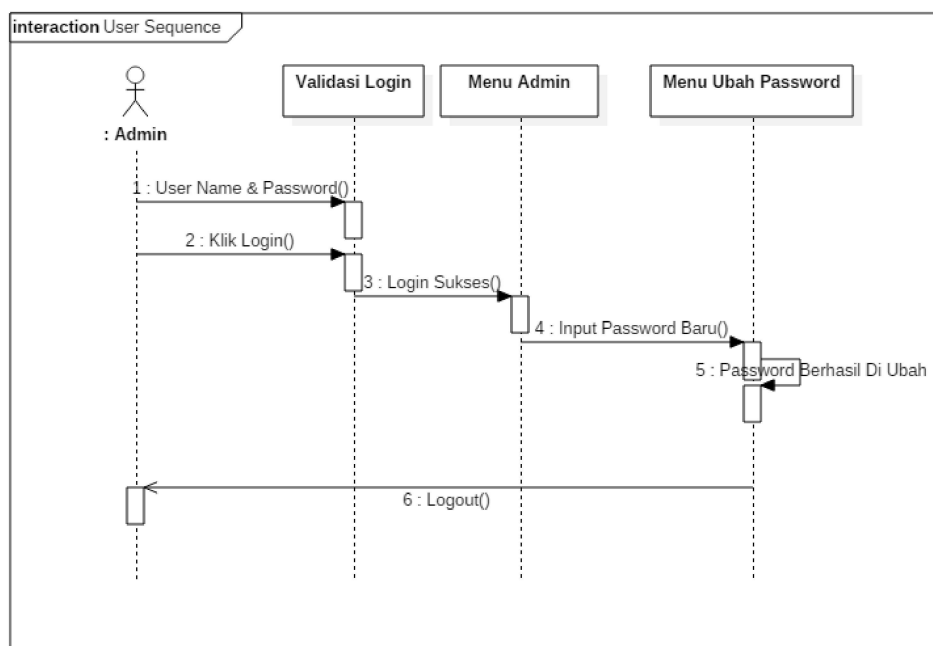 interaction User Sequence
Validasi Login
Menu Admin
Menu Ubah Password
: Admin
1 : User Name & Password()
2 : Klik Login()
3 : Login Sukses()
4 : Input Password Baru()
5 : Password Berhasil Di Ubah
6 : Logout()